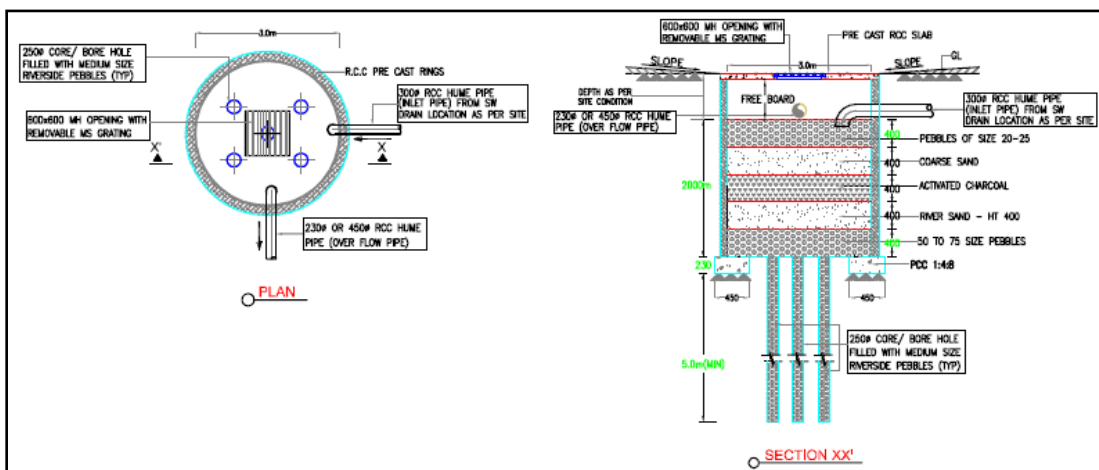 3.0m
250ø CORE/ BORE HOLE
FILLED WITH MEDIUM SIZE
RIVERSIDE PEBBLES (TYP)
R.C.C PRE CAST RINGS
600x600 MH OPENING WITH
REMOVABLE MS GRATING
300ø RCC HUME PIPE
(INLET PIPE) FROM SW
DRAIN LOCATION AS PER SITE
X'
X
230ø OR 450ø RCC HUME
PIPE (OVER FLOW PIPE)
PLAN
600x600 MH OPENING WITH
REMOVABLE MS GRATING
PRE CAST RCC SLAB
SLOPE
3.0m
SLOPE
GL
DEPTH AS PER
SITE CONDITION
FREE BOARD
230ø OR 450ø RCC HUME
PIPE (OVER FLOW PIPE)
300ø RCC HUME PIPE
(INLET PIPE) FROM SW
DRAIN LOCATION AS PER SITE
400
PEBBLES OF SIZE 20-25
400
COARSE SAND
2000m
400
ACTIVATED CHARCOAL
400
RIVER SAND - HT 400
400
50 TO 75 SIZE PEBBLES
230
PCC 1:4:8
450
450
5.0m(MIN)
250ø CORE/ BORE HOLE
FILLED WITH MEDIUM SIZE
RIVERSIDE PEBBLES (TYP)
SECTION XX'